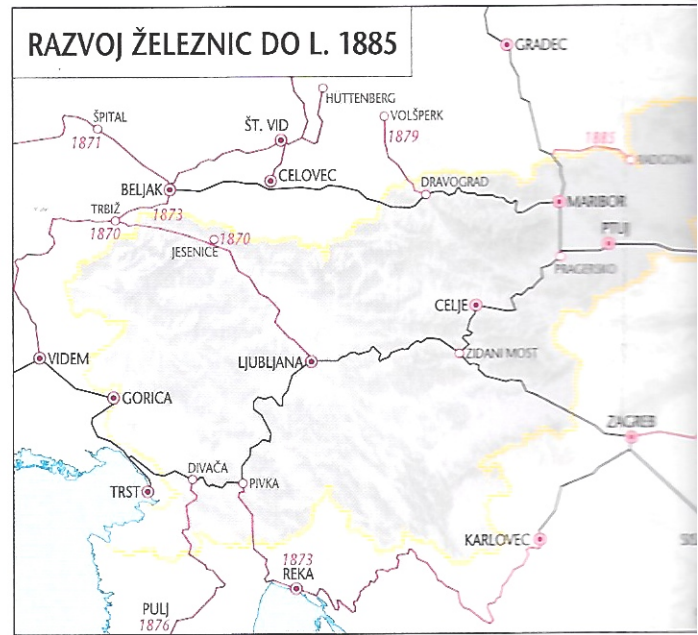 RAZVOJ ŽELEZNIC DO L. 1885
GRADEC
HÜTTENBERG
ŠPITAL
1871
ŠT. VID
VOLŠPERK
1879
1885
RADGONA
CELOVEC
BELJAK
DRAVOGRAD
MARIBOR
TRBIŽ
1873
1870
1870
JESENICE
PTUJ
PRAGERSKO
CELJE
VIDEM
LJUBLJANA
ZIDANI MOST
GORICA
ZAGREB
DIVAČA
PIVKA
TRST
KARLOVEC
1873
REKA
PULJ
1876